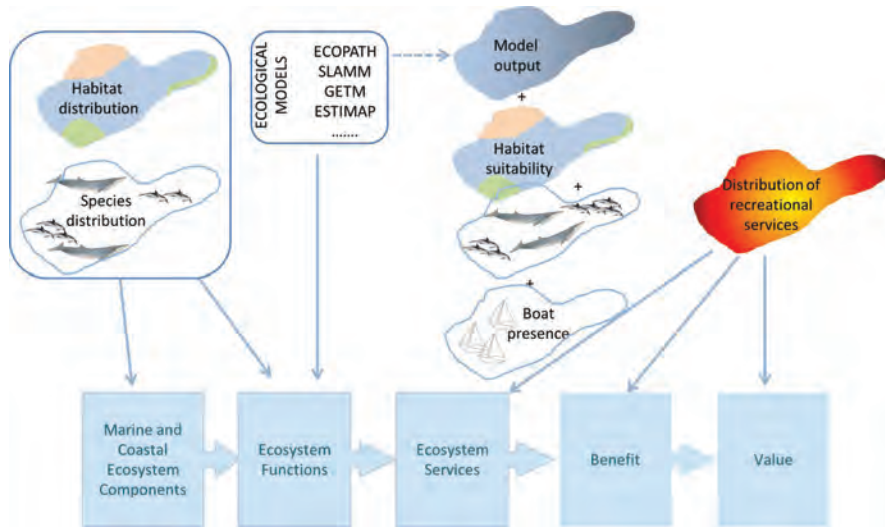 Habitat
distribution
Species
distribution
ECOLOGICAL
MODELS
ECOPATH
SLAMM
GETM
ESTIMAP
.......
Model
output
+
Habitat
suitability
+
+
Boat
presence
Distribution of
recreational
services
Marine and
Coastal
Ecosystem
Components
Ecosystem
Functions
Ecosystem
Services
Benefit
Value